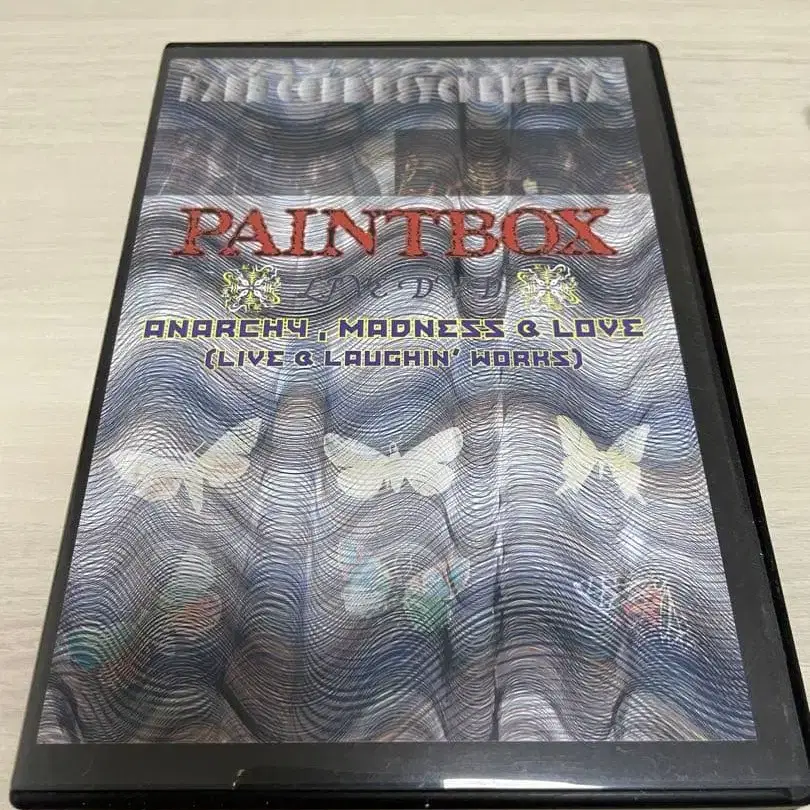 PAINTBOX
LIVE DVD
ANARCHY, MADNESS & LOVE
(LIVE & LAUGHIN' WORKS)